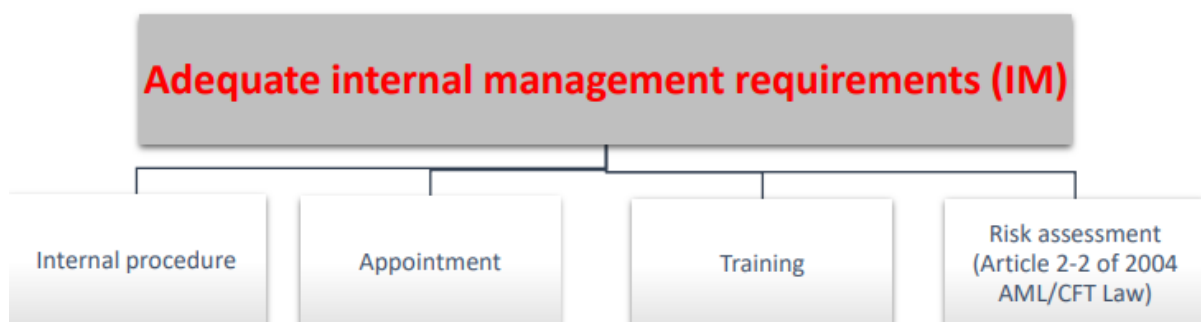 Adequate internal management requirements (IM)
Internal procedure
Appointment
Training
Risk assessment
(Article 2-2 of 2004
AML/CFT Law)